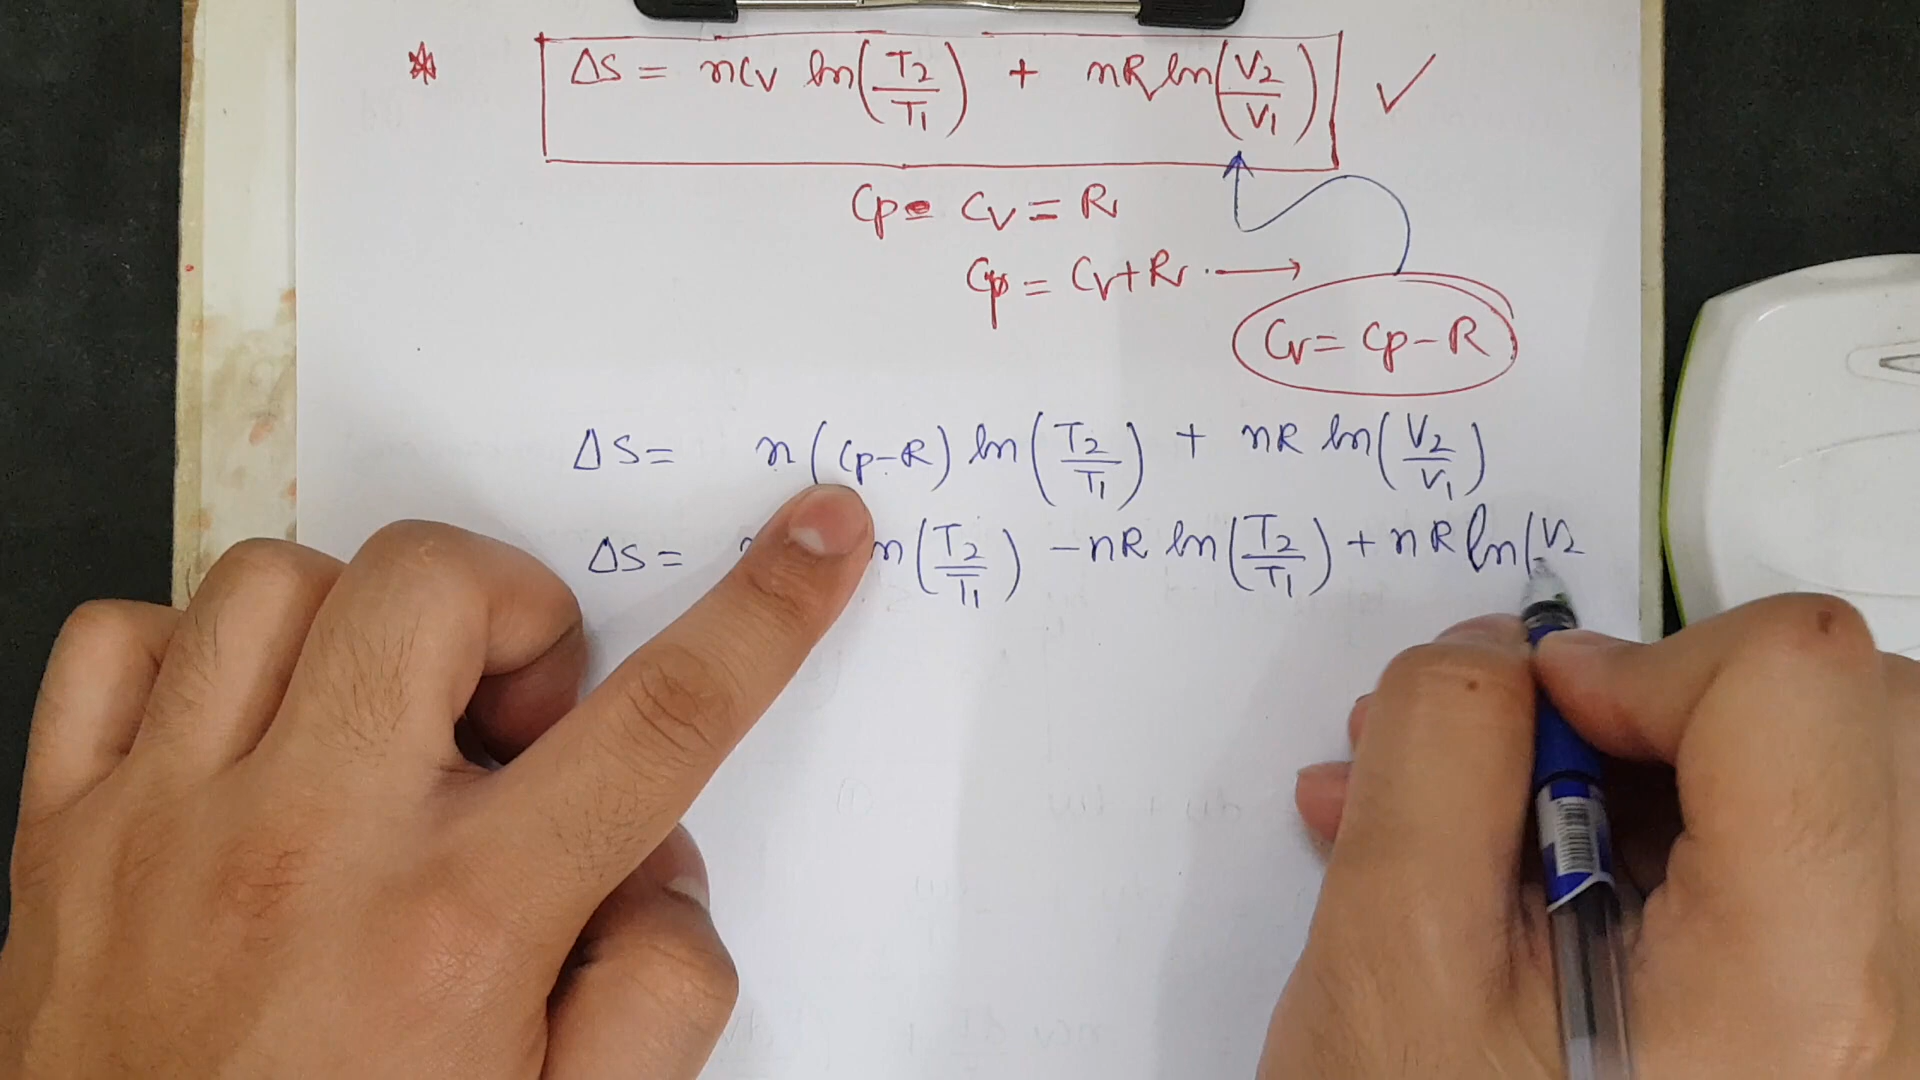 * ΔS = nCv ln(T2/T1) + nR ln(V2/V1) ✓
Cp - Cv = R
Cp = Cv + R →
Cv = Cp - R
ΔS = n(Cp-R) ln(T2/T1) + nR ln(V2/V1)
ΔS = n(T2/T1) - nR ln(T2/T1) + nR ln(V2